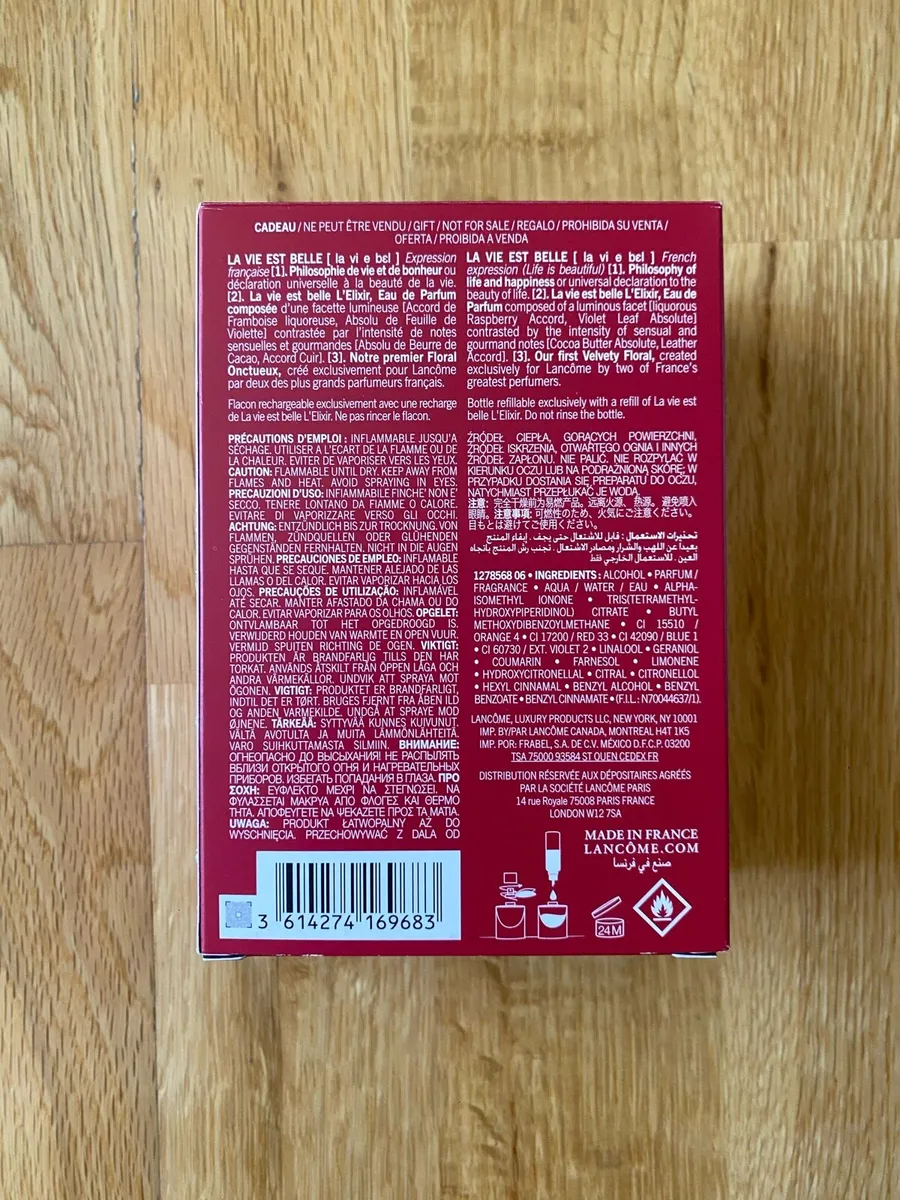 CADEAU / NE PEUT ÊTRE VENDU / GIFT / NOT FOR SALE / REGALO / PROHIBIDA SU VENTA /
OFERTA / PROIBIDA A VENDA
LA VIE EST BELLE [ la vi e bɛl ] Expression
française [1]. Philosophie de vie et de bonheur ou
déclaration universelle à la beauté de la vie.
[2]. La vie est belle L'Elixir, Eau de Parfum
composée d'une facette lumineuse [Accord de
Framboise liquoreuse, Absolu de Feuille de
Violette] contrastée par l'intensité de notes
sensuelles et gourmandes [Absolu de Beurre de
Cacao, Accord Cuir]. [3]. Notre premier Floral
Onctueux, créé exclusivement pour Lancôme
par deux des plus grands parfumeurs français.
Flacon rechargeable exclusivement avec une recharge
de La vie est belle L'Elixir. Ne pas rincer le flacon.
PRÉCAUTIONS D'EMPLOI : INFLAMMABLE JUSQU'A
SÉCHAGE. UTILISER A L'ÉCART DE LA FLAMME OU DE
LA CHALEUR. EVITER DE VAPORISER VERS LES YEUX.
CAUTION: FLAMMABLE UNTIL DRY. KEEP AWAY FROM
FLAMES AND HEAT. AVOID SPRAYING IN EYES.
PRECAUZIONI D'USO: INFIAMMABILE FINCHE' NON E'
SECCO. TENERE LONTANO DA FIAMME O CALORE.
EVITARE DI VAPORIZZARE VERSO GLI OCCHI.
ACHTUNG: ENTZÜNDLICH BIS ZUR TROCKNUNG. VON
FLAMMEN, ZÜNDQUELLEN ODER GLÜHENDEN
GEGENSTÄNDEN FERNHALTEN. NICHT IN DIE AUGEN
SPRÜHEN. PRECAUCIONES DE EMPLEO: INFLAMABLE
HASTA QUE SE SEQUE. MANTENER ALEJADO DE LAS
LLAMAS O DEL CALOR. EVITAR VAPORIZAR HACIA LOS
OJOS. PRECAUÇÕES DE UTILIZAÇÃO: INFLAMÁVEL
ATÉ SECAR. MANTER AFASTADO DA CHAMA OU DO
CALOR. EVITAR VAPORIZAR PARA OS OLHOS. OPGELET:
ONTVLAMBAAR TOT HET OPGEDROOGD IS.
VERWIJDERD HOUDEN VAN WARMTE EN OPEN VUUR.
VERMIJ SPUITEN RICHTING DE OGEN. VIKTIGT:
PRODUKTEN ÄR BRANDFARLIG TILLS DEN HAR
TORKAT. ANVÄNDS ÅTSKILT FRÅN ÖPPEN LÅGA OCH
ANDRA VÄRMEKÄLLOR. UNDVIK ATT SPRAYA MOT
ÖGONEN. VIGTIGT: PRODUKTET ER BRANDFARLIGT,
INDTIL DET ER TØRT. BRUGES FJERNT FRA ÅBEN ILD
OG ANDEN VARMEKILDE. UNDGÅ AT SPRAYE MOD
ØJNENE. TÄRKEÄÄ: SYTTYVÄÄ KUNNES KUIVUNUT.
VÄLTÄ AVOTULTA JA MUITA LÄMMÖNLÄHTEITÄ.
VARO SUIHKUTTAMASTA SILMIIN. ВНИМАНИЕ:
ОГНЕОПАСНО ДО ВЫСЫХАНИЯ! НЕ РАСПЫЛЯТЬ
ВБЛИЗИ ОТКРЫТОГО ОГНЯ И НАГРЕВАТЕЛЬНЫХ
ПРИБОРОВ. ИЗБЕГАТЬ ПОПАДАНИЯ В ГЛАЗА. ΠΡΟ
ΣΟΧΗ: ΕΥΦΛΕΚΤΟ ΜΕΧΡΙ ΝΑ ΣΤΕΓΝΩΣΕΙ. ΝΑ
ΦΥΛΑΣΣΕΤΑΙ ΜΑΚΡΥΑ ΑΠΟ ΦΛΟΓΕΣ ΚΑΙ ΘΕΡΜΟ
ΤΗΤΑ. ΑΠΟΦΕΥΓΕΤΕ ΝΑ ΨΕΚΑΖΕΤΕ ΠΡΟΣ ΤΑ ΜΑΤΙΑ.
UWAGA: PRODUKT ŁATWOPALNY AŻ DO
WYSCHNIĘCIA. PRZECHOWYWAĆ Z DALA OD
3 614274 169683
LA VIE EST BELLE [ la vi e bɛl ] French
expression (Life is beautiful) [1]. Philosophy of
life and happiness or universal declaration to the
beauty of life. [2]. La vie est belle L'Elixir, Eau de
Parfum composed of a luminous facet [liquorous
Raspberry Accord, Violet Leaf Absolute]
contrasted by the intensity of sensual and
gourmand notes [Cocoa Butter Absolute, Leather
Accord]. [3]. Our first Velvety Floral, created
exclusively for Lancôme by two of France's
greatest perfumers.
Bottle refillable exclusively with a refill of La vie est
belle L'Elixir. Do not rinse the bottle.
ŹRÓDEŁ CIEPŁA, GORĄCYCH POWIERZCHNI,
ŹRÓDEŁ ISKRZENIA, OTWARTEGO OGNIA I INNYCH
ŹRÓDEŁ ZAPŁONU. NIE PALIĆ. NIE ROZPYLAĆ W
KIERUNKU OCZU LUB NA PODRAŻNIONĄ SKÓRĘ; W
PRZYPADKU DOSTANIA SIĘ PREPARATU DO OCZU,
NATYCHMIAST PRZEPŁUKAĆ JE WODĄ.
注意: 完全干燥前为易燃产品。远离火源、热源。避免喷入
眼睛。注意事項: 可燃性のため、火気にご注意ください。
目もとは避けてご使用ください。
تحذيرات الاستعمال : قابل للاشتعال حتى يجف . إبقاء المنتج
بعيداً عن اللهب والشرار ومصادر الاشتعال . تجنب رش المنتج باتجاه
العين . للاستعمال الخارجي فقط
1278568 06 • INGREDIENTS: ALCOHOL • PARFUM /
FRAGRANCE • AQUA / WATER / EAU • ALPHA-
ISOMETHYL IONONE • TRIS(TETRAMETHYL-
HYDROXYPIPERIDINOL) CITRATE • BUTYL
METHOXYDIBENZOYLMETHANE • CI 15510 /
ORANGE 4 • CI 17200 / RED 33 • CI 42090 / BLUE 1
• CI 60730 / EXT. VIOLET 2 • LINALOOL • GERANIOL
• COUMARIN • FARNESOL • LIMONENE
• HYDROXYCITRONELLAL • CITRAL • CITRONELLOL
• HEXYL CINNAMAL • BENZYL ALCOHOL • BENZYL
BENZOATE • BENZYL CINNAMATE • (F.I.L : N70044637/1).
LANCÔME, LUXURY PRODUCTS LLC, NEW YORK, NY 10001
IMP. BY/PAR LANCÔME CANADA, MONTREAL H4T 1K5
IMP. POR: FRABEL, S.A. DE C.V. MÉXICO D.F.C.P. 03200
TSA 75000 93584 ST OUEN CEDEX FR
DISTRIBUTION RÉSERVÉE AUX DÉPOSITAIRES AGRÉÉS
PAR LA SOCIÉTÉ LANCÔME PARIS
14 rue Royale 75008 PARIS FRANCE
LONDON W12 7SA
MADE IN FRANCE
LANCÔME.COM
صنع في فرنسا
24M